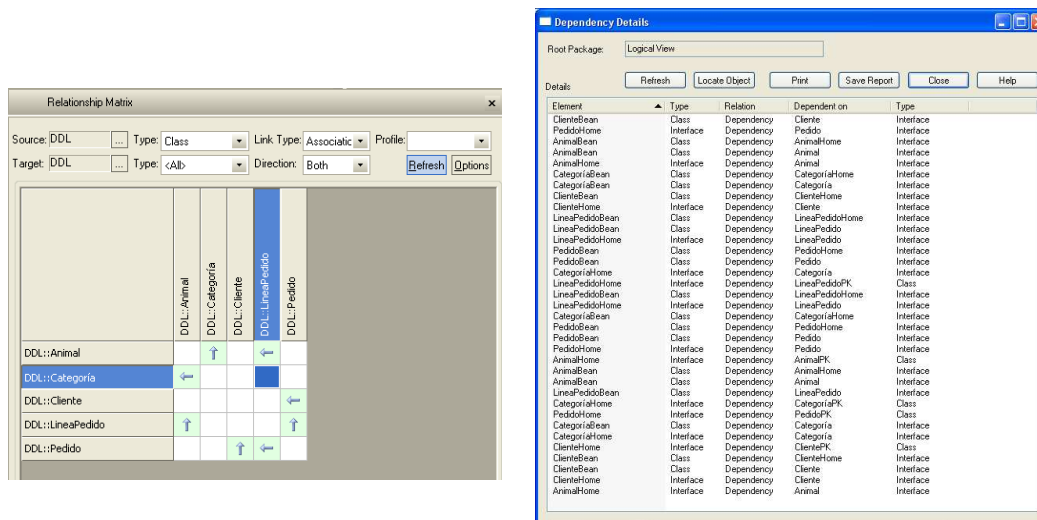 Relationship Matrix
Source: DDL ... Type: Class Link Type: Associatic Profile:
Target: DDL ... Type: <All> Direction: Both Refresh Options
DDL::Animal
DDL::Categoría
DDL::Cliente
DDL::LineaPedido
DDL::Pedido
DDL::Animal
DDL::Categoría
DDL::Cliente
DDL::LineaPedido
DDL::Pedido
Dependency Details
Root Package: Logical View
Details Refresh Locate Object Print Save Report Close Help
Element Type Relation Dependent on Type
ClienteBean Class Dependency Cliente Interface
PedidoHome Interface Dependency Pedido Interface
AnimalBean Class Dependency AnimalHome Interface
AnimalBean Class Dependency Animal Interface
AnimalHome Interface Dependency Animal Interface
CategoríaBean Class Dependency CategoríaHome Interface
CategoríaBean Class Dependency Categoría Interface
ClienteBean Class Dependency ClienteHome Interface
ClienteHome Interface Dependency Cliente Interface
LineaPedidoBean Class Dependency LineaPedidoHome Interface
LineaPedidoBean Class Dependency LineaPedido Interface
LineaPedidoHome Interface Dependency LineaPedido Interface
PedidoBean Class Dependency PedidoHome Interface
PedidoBean Class Dependency Pedido Interface
CategoríaHome Interface Dependency Categoría Interface
LineaPedidoHome Interface Dependency LineaPedidoPK Class
LineaPedidoBean Class Dependency LineaPedidoHome Interface
LineaPedidoHome Interface Dependency LineaPedido Interface
CategoríaBean Class Dependency CategoríaHome Interface
PedidoBean Class Dependency PedidoHome Interface
PedidoBean Class Dependency Pedido Interface
PedidoHome Interface Dependency Pedido Interface
AnimalHome Interface Dependency AnimalPK Class
AnimalBean Class Dependency AnimalHome Interface
AnimalBean Class Dependency Animal Interface
LineaPedidoBean Class Dependency LineaPedido Interface
CategoríaHome Interface Dependency CategoríaPK Class
PedidoHome Interface Dependency PedidoPK Class
CategoríaBean Class Dependency Categoría Interface
CategoríaHome Interface Dependency Categoría Interface
ClienteHome Interface Dependency ClientePK Class
ClienteBean Class Dependency ClienteHome Interface
ClienteBean Class Dependency Cliente Interface
ClienteHome Interface Dependency Cliente Interface
AnimalHome Interface Dependency Animal Interface